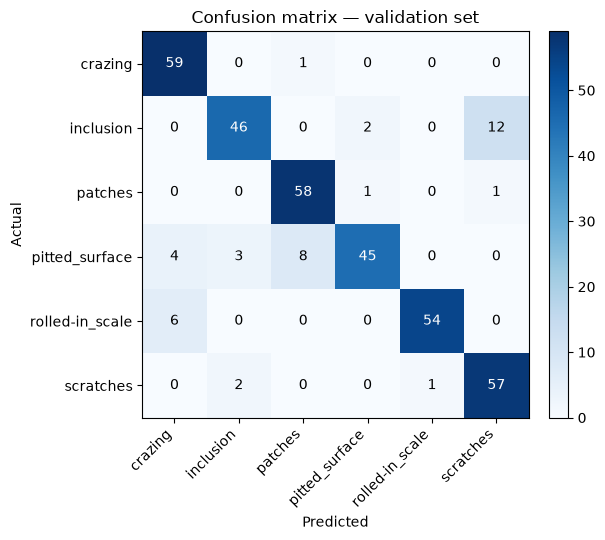 Confusion matrix — validation set
Actual
crazing 59 0 1 0 0 0
inclusion 0 46 0 2 0 12
patches 0 0 58 1 0 1
pitted_surface 4 3 8 45 0 0
rolled-in_scale 6 0 0 0 54 0
scratches 0 2 0 0 1 57
crazing inclusion patches pitted_surface rolled-in_scale scratches
Predicted
50
40
30
20
10
0